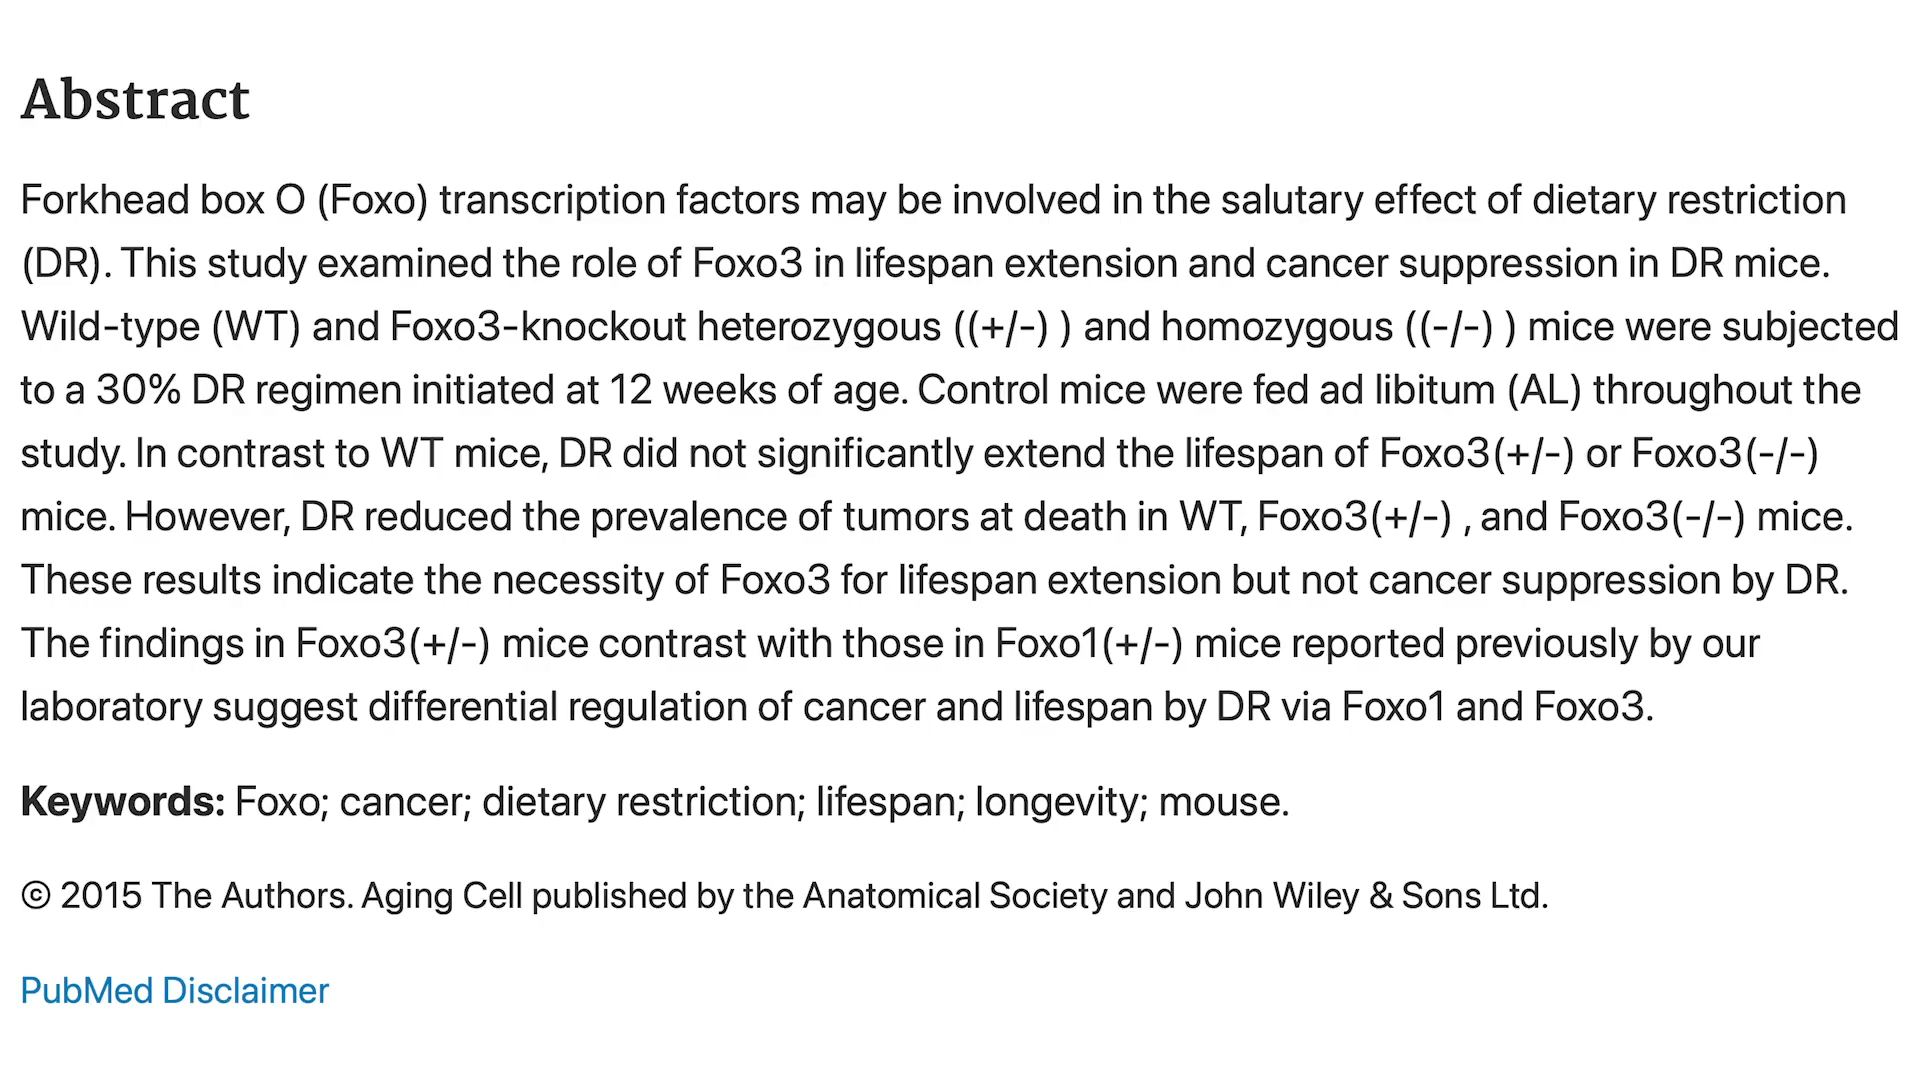 Abstract
Forkhead box O (Foxo) transcription factors may be involved in the salutary effect of dietary restriction
(DR). This study examined the role of Foxo3 in lifespan extension and cancer suppression in DR mice.
Wild-type (WT) and Foxo3-knockout heterozygous ((+/-) ) and homozygous ((-/-) ) mice were subjected
to a 30% DR regimen initiated at 12 weeks of age. Control mice were fed ad libitum (AL) throughout the
study. In contrast to WT mice, DR did not significantly extend the lifespan of Foxo3(+/-) or Foxo3(-/-)
mice. However, DR reduced the prevalence of tumors at death in WT, Foxo3(+/-) , and Foxo3(-/-) mice.
These results indicate the necessity of Foxo3 for lifespan extension but not cancer suppression by DR.
The findings in Foxo3(+/-) mice contrast with those in Foxo1(+/-) mice reported previously by our
laboratory suggest differential regulation of cancer and lifespan by DR via Foxo1 and Foxo3.
Keywords: Foxo; cancer; dietary restriction; lifespan; longevity; mouse.
© 2015 The Authors. Aging Cell published by the Anatomical Society and John Wiley & Sons Ltd.
PubMed Disclaimer